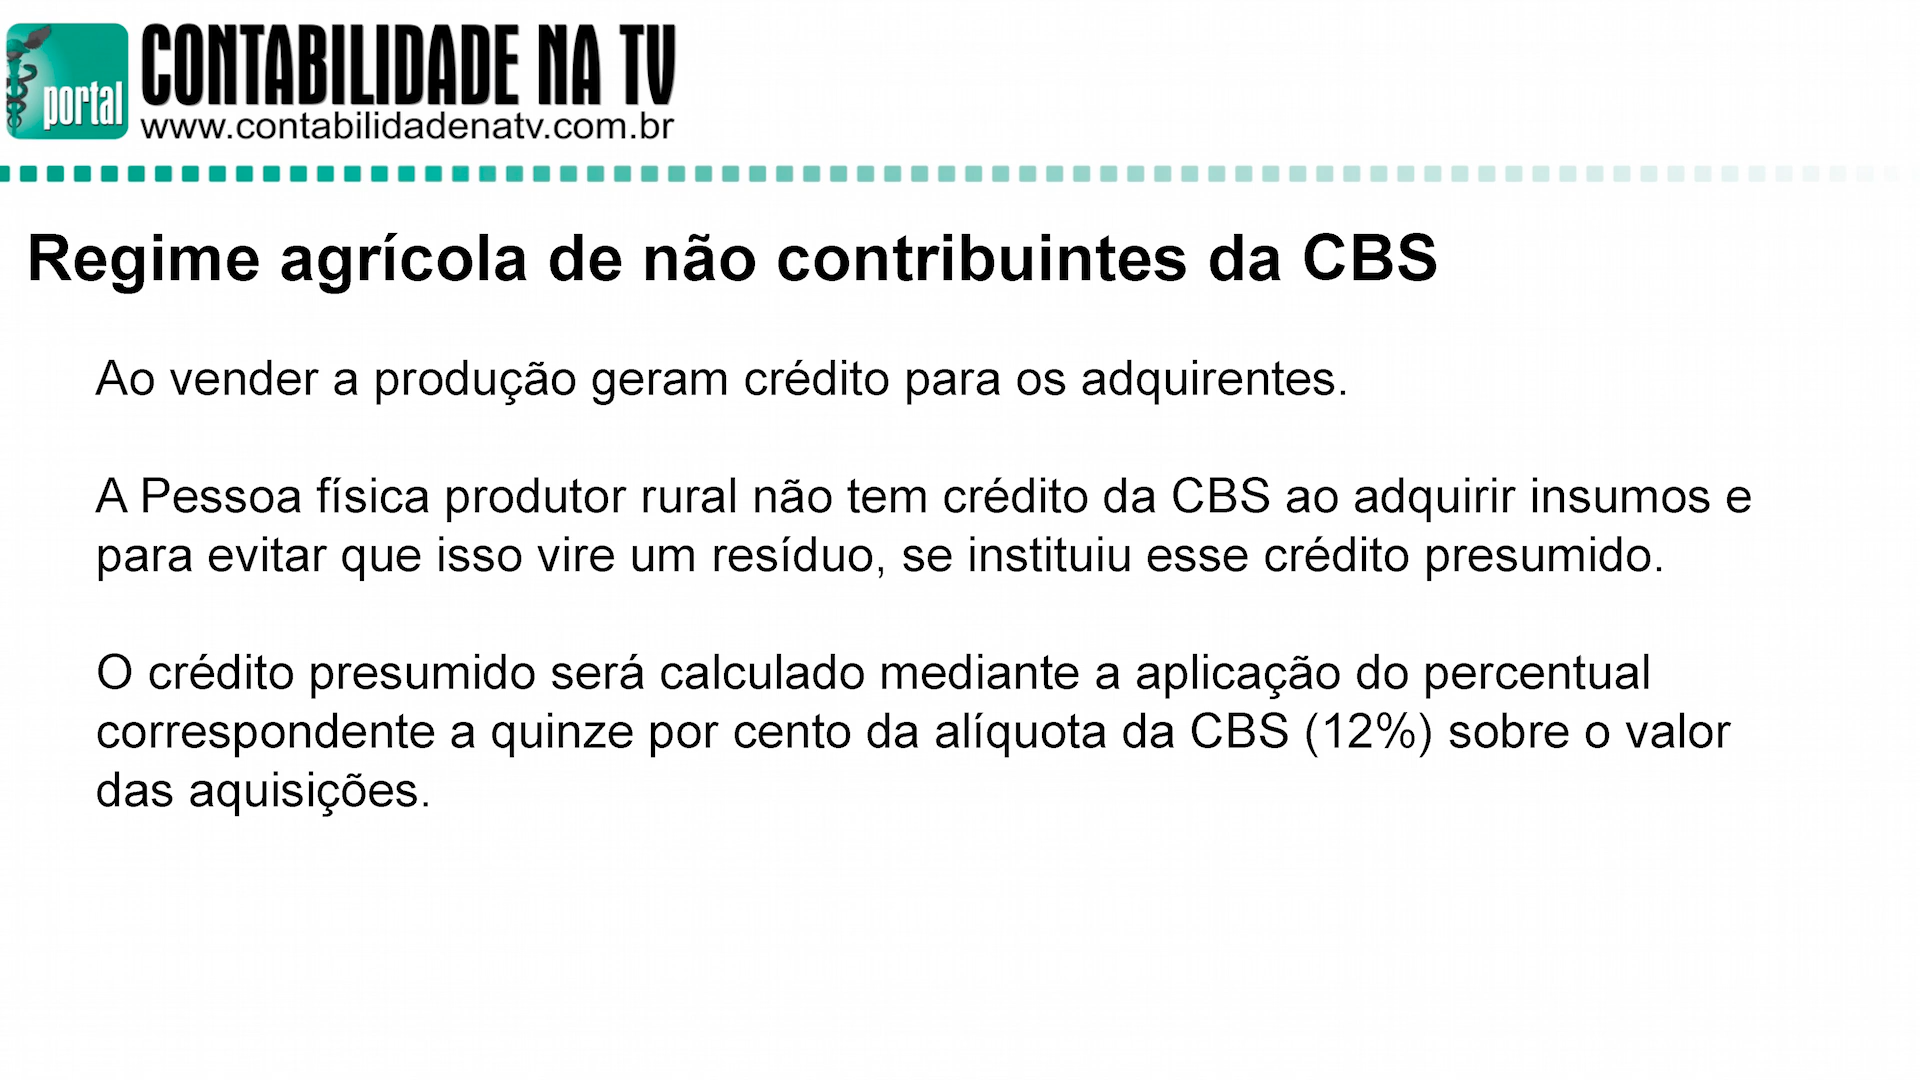 portal
CONTABILIDADE NA TV
www.contabilidadenatv.com.br
Regime agrícola de não contribuintes da CBS
Ao vender a produção geram crédito para os adquirentes.
A Pessoa física produtor rural não tem crédito da CBS ao adquirir insumos e
para evitar que isso vire um resíduo, se instituiu esse crédito presumido.
O crédito presumido será calculado mediante a aplicação do percentual
correspondente a quinze por cento da alíquota da CBS (12%) sobre o valor
das aquisições.